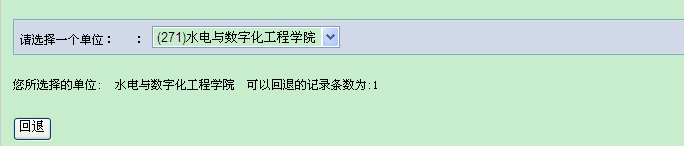 请选择一个单位： ： (271)水电与数字化工程学院
您所选择的单位: 水电与数字化工程学院 可以回退的记录条数为:1
回退